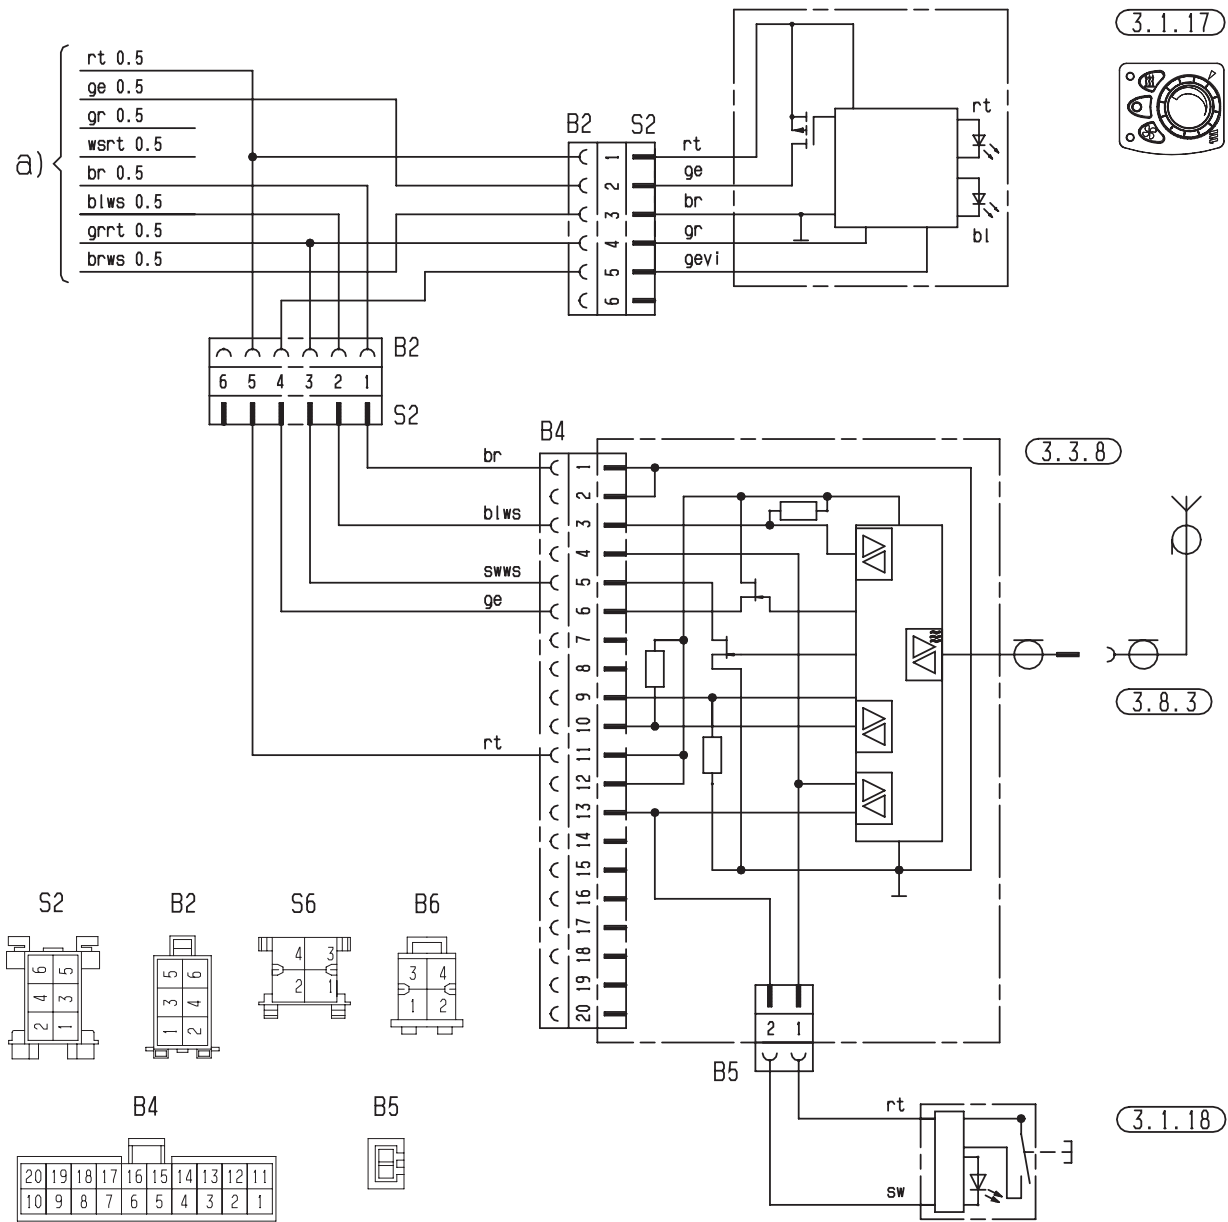 3.1.17
rt 0.5
ge 0.5
gr 0.5
wsrt 0.5
br 0.5
blws 0.5
grrt 0.5
brws 0.5
a)
B2 S2
1
2
3
4
5
6
rt
ge
br
gr
gevi
rt
bl
B2
6 5 4 3 2 1
S2
B4
3.3.8
br
blws
swws
ge
rt
1
2
3
4
5
6
7
8
9
10
11
12
13
14
15
16
17
18
19
20
3.8.3
2 1
B5
rt
sw
3.1.18
S2 B2 S6 B6
6 5
4 3
2 1
5 6
3 4
1 2
4 3
2 1
3 4
1 2
B4 B5
20 19 18 17 16 15 14 13 12 11
10 9 8 7 6 5 4 3 2 1